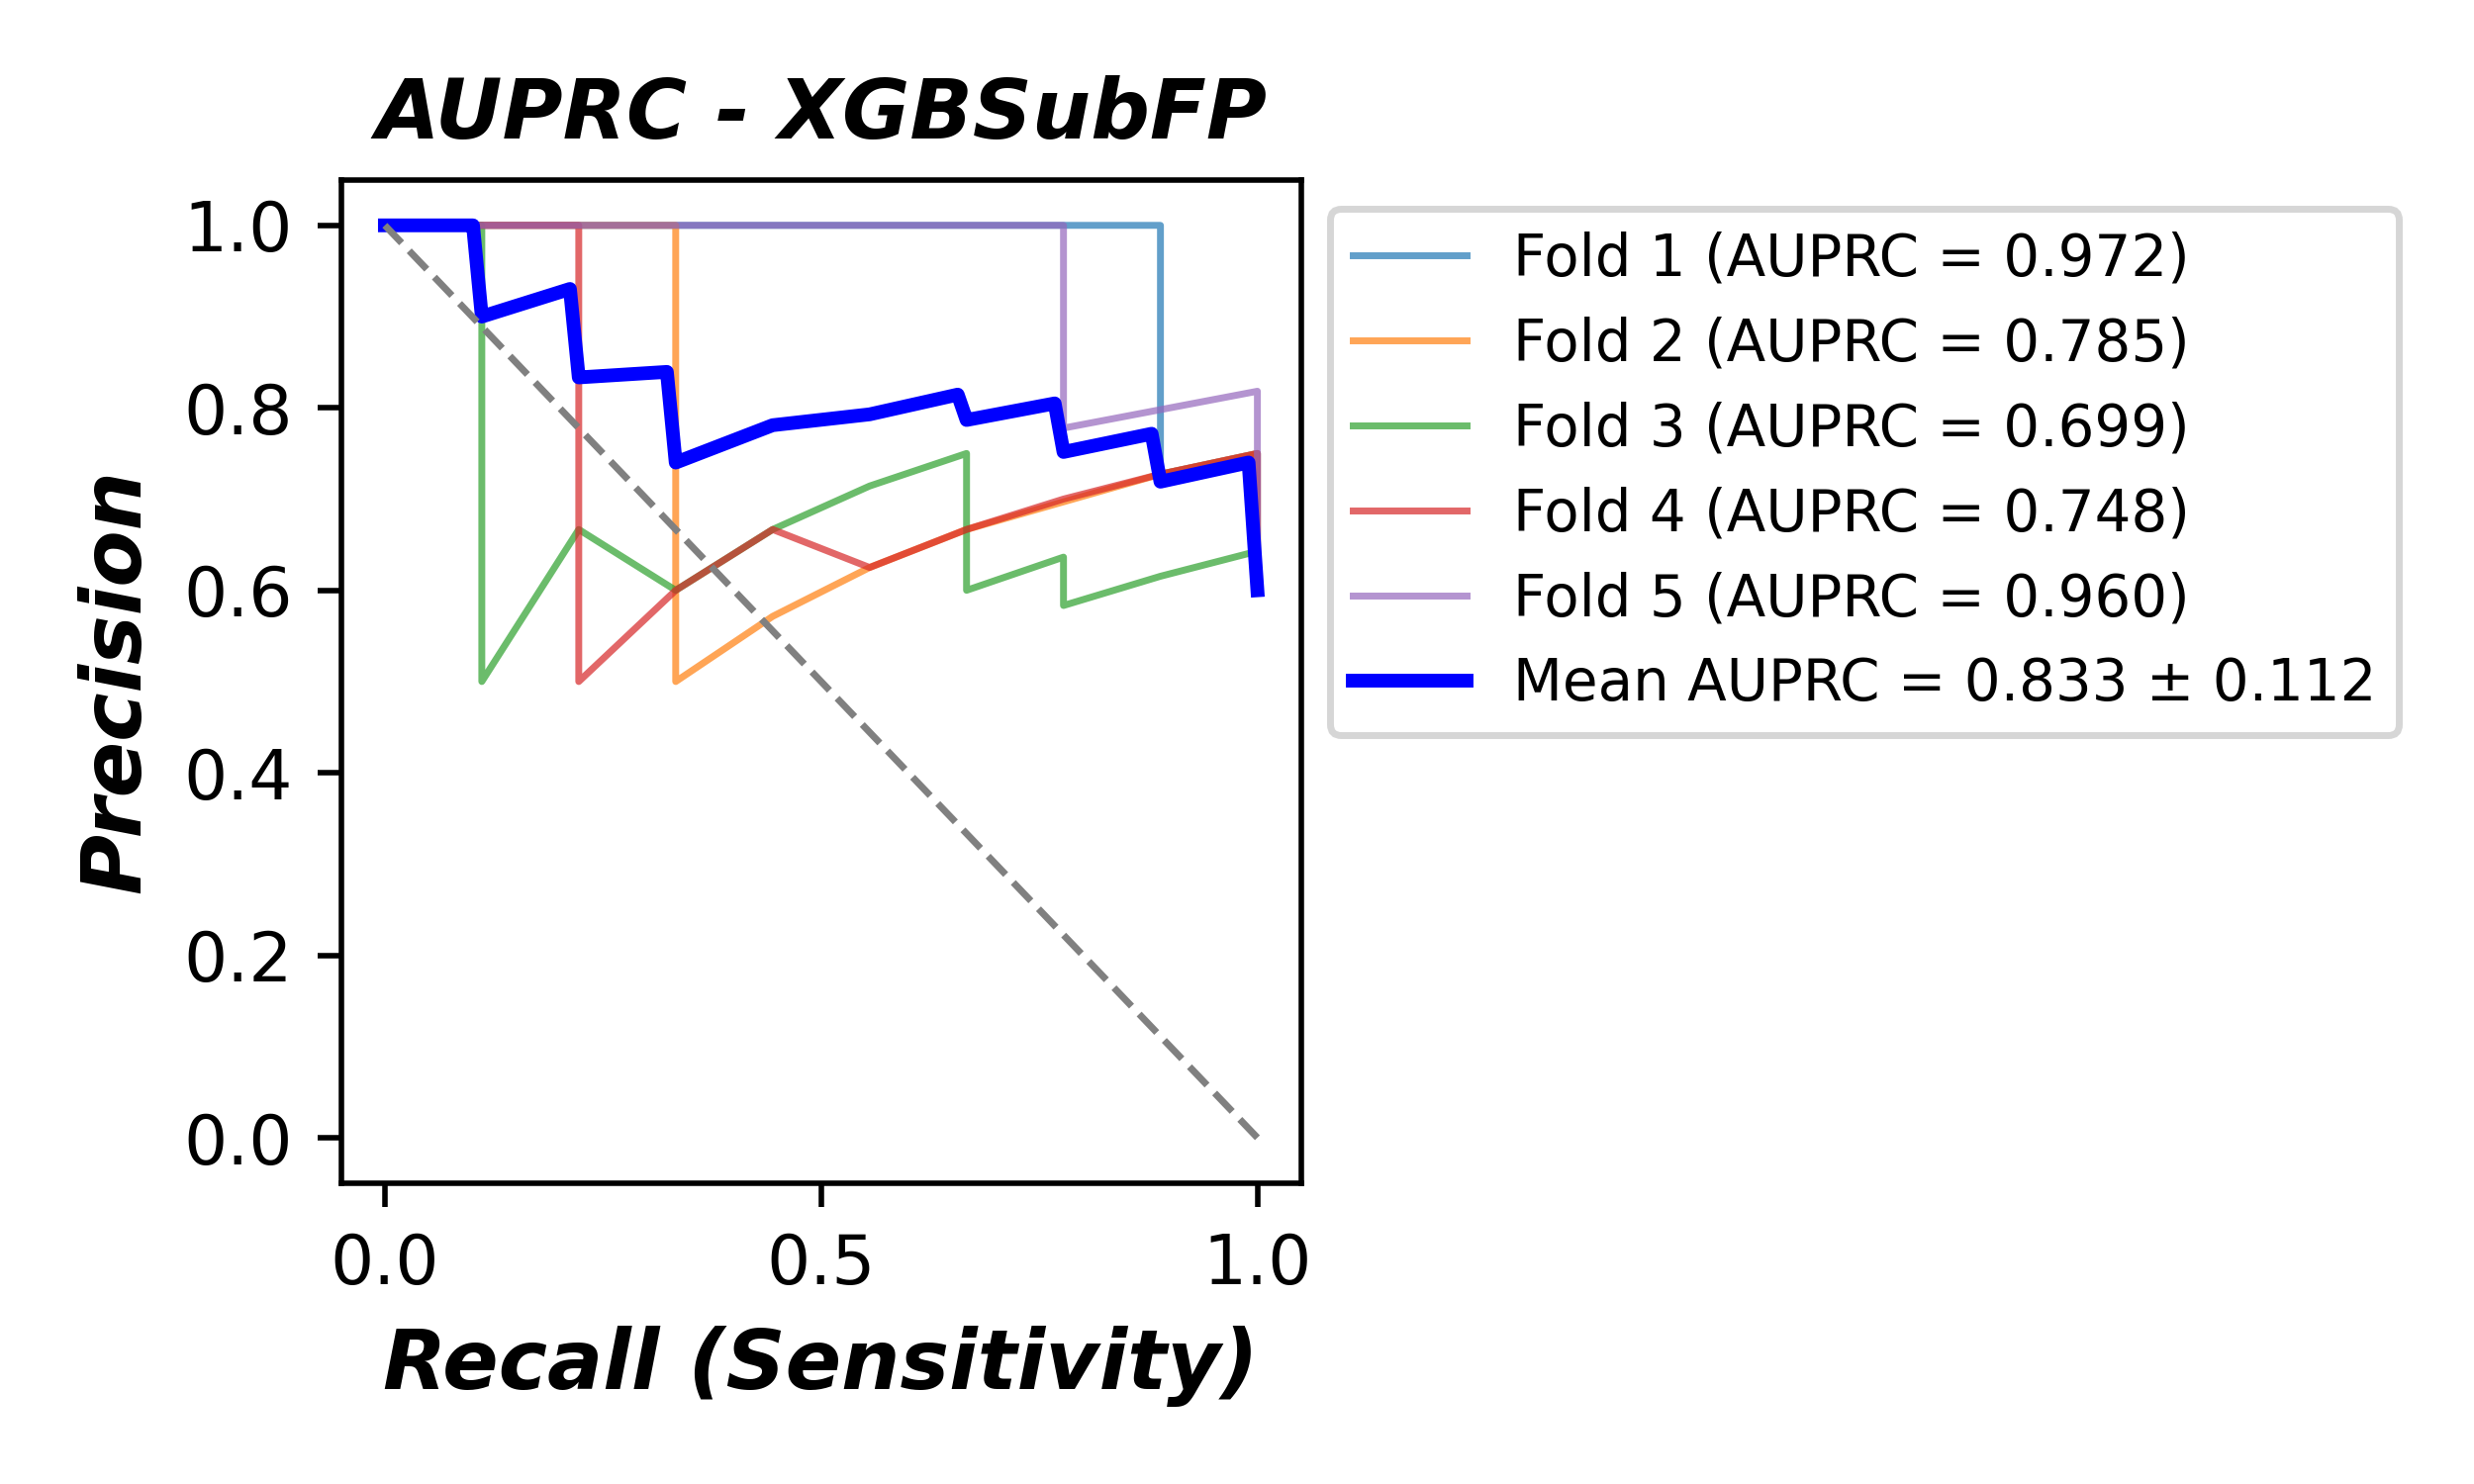 AUPRC - XGBSubFP
Precision
1.0
0.8
0.6
0.4
0.2
0.0
0.0 0.5 1.0
Recall (Sensitivity)
Fold 1 (AUPRC = 0.972)
Fold 2 (AUPRC = 0.785)
Fold 3 (AUPRC = 0.699)
Fold 4 (AUPRC = 0.748)
Fold 5 (AUPRC = 0.960)
Mean AUPRC = 0.833 ± 0.112